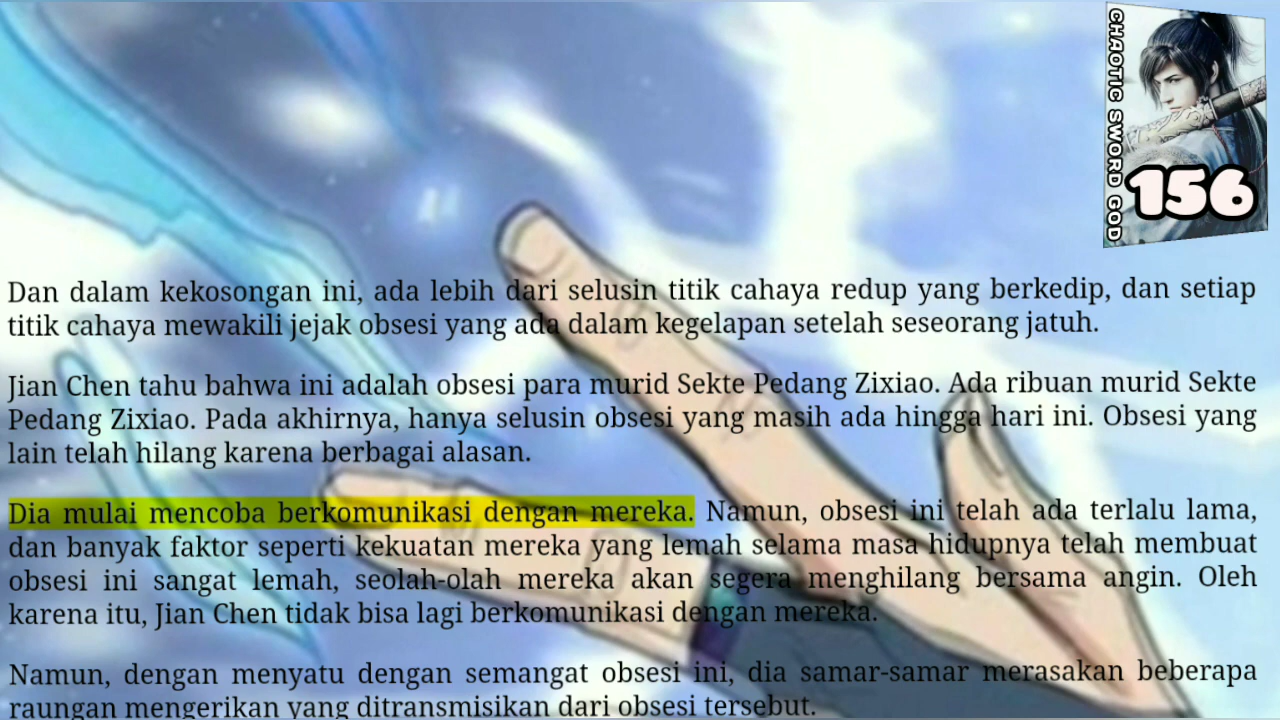 CHAOTIC SWORD GOD
156
Dan dalam kekosongan ini, ada lebih dari selusin titik cahaya redup yang berkedip, dan setiap
titik cahaya mewakili jejak obsesi yang ada dalam kegelapan setelah seseorang jatuh.
Jian Chen tahu bahwa ini adalah obsesi para murid Sekte Pedang Zixiao. Ada ribuan murid Sekte
Pedang Zixiao. Pada akhirnya, hanya selusin obsesi yang masih ada hingga hari ini. Obsesi yang
lain telah hilang karena berbagai alasan.
Dia mulai mencoba berkomunikasi dengan mereka. Namun, obsesi ini telah ada terlalu lama,
dan banyak faktor seperti kekuatan mereka yang lemah selama masa hidupnya telah membuat
obsesi ini sangat lemah, seolah-olah mereka akan segera menghilang bersama angin. Oleh
karena itu, Jian Chen tidak bisa lagi berkomunikasi dengan mereka.
Namun, dengan menyatu dengan semangat obsesi ini, dia samar-samar merasakan beberapa
raungan mengerikan yang ditransmisikan dari obsesi tersebut.